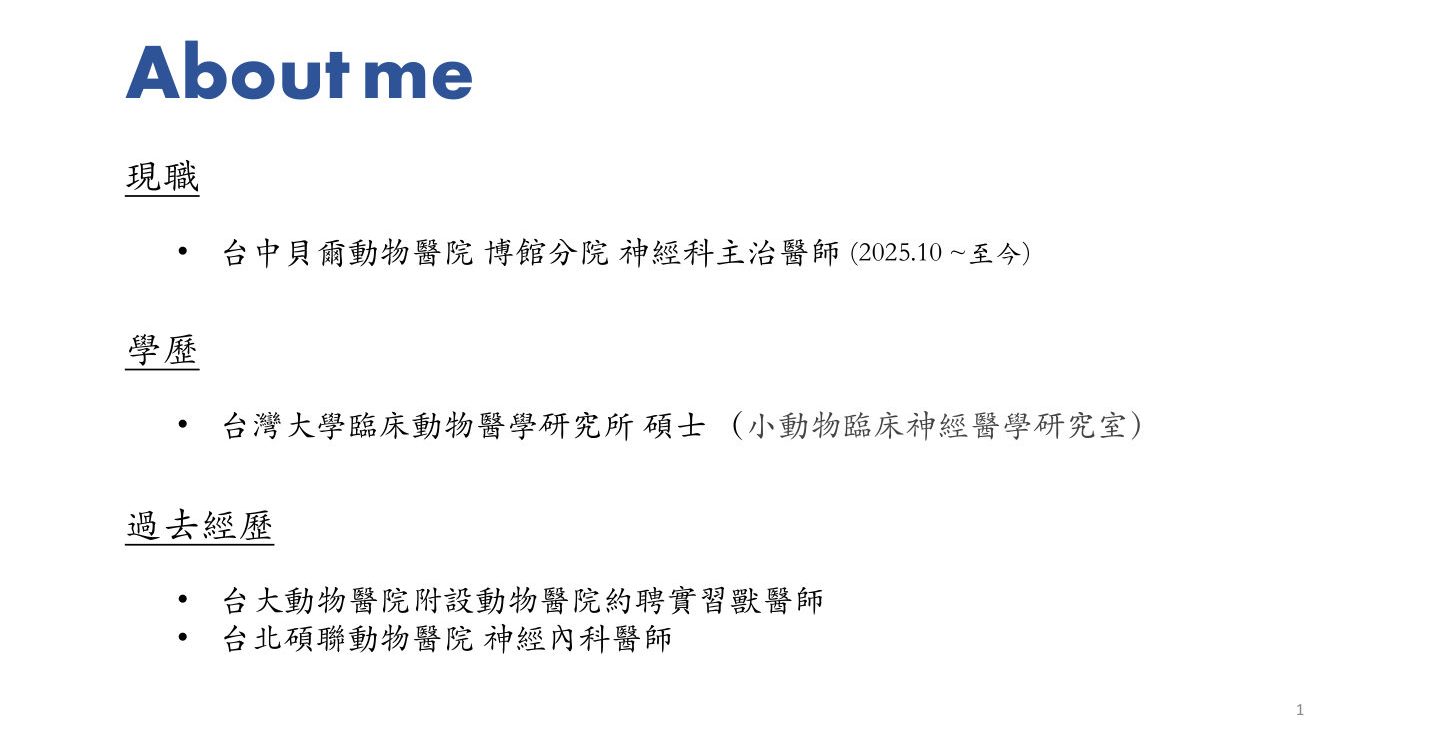 About me
現職
• 台中貝爾動物醫院 博館分院 神經科主治醫師 (2025.10 ~至今)
學歷
• 台灣大學臨床動物醫學研究所 碩士 (小動物臨床神經醫學研究室)
過去經歷
• 台大動物醫院附設動物醫院約聘實習獸醫師
• 台北碩聯動物醫院 神經內科醫師
1